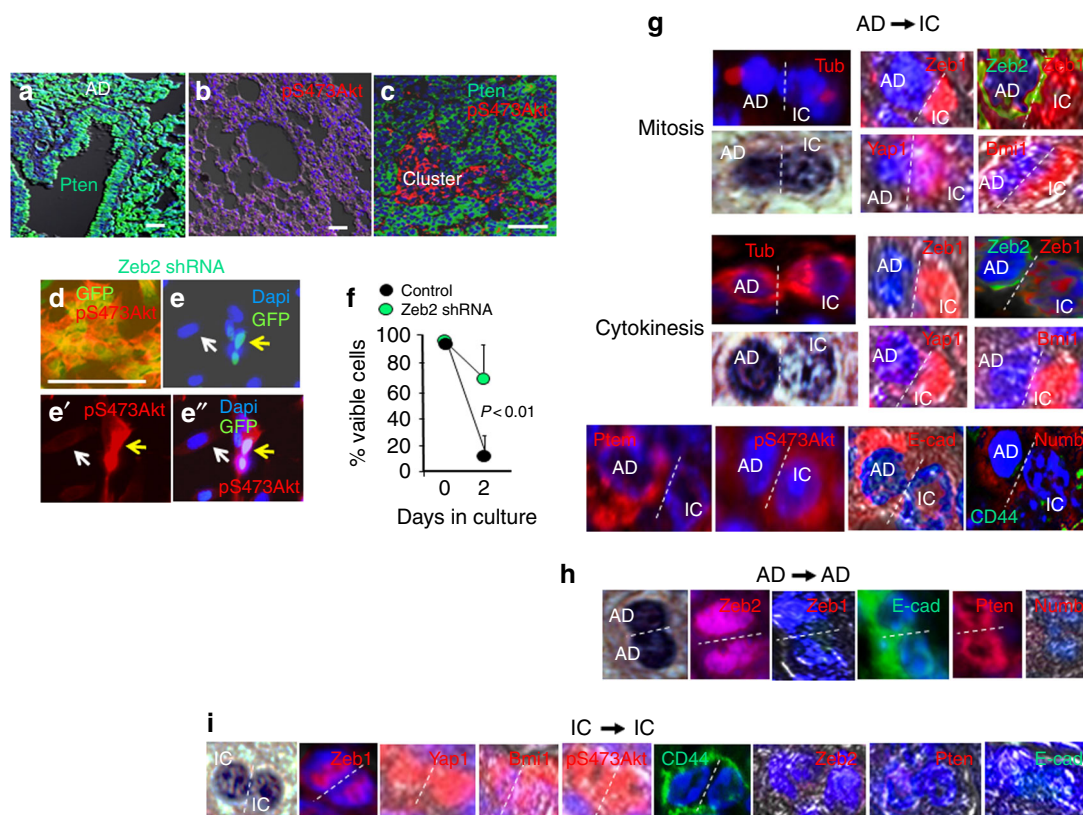 a
AD
Pten
b
pS473Akt
c
Pten
pS473Akt
Cluster
Zeb2 shRNA
d
GFP
pS473Akt
e
Dapi
GFP
e′
pS473Akt
e″
Dapi
GFP
pS473Akt
f
Control
Zeb2 shRNA
% vaible cells
100
80
60
40
20
0
P < 0.01
0 2
Days in culture
g
AD → IC
Mitosis
Tub
AD
IC
Zeb1
AD
IC
Zeb2
Zeb1
AD
IC
AD
IC
Yap1
AD
IC
Bmi1
AD
IC
Cytokinesis
Tub
AD
IC
Zeb1
AD
IC
Zeb2
Zeb1
AD
IC
AD
IC
Yap1
AD
IC
Bmi1
AD
IC
Pten
AD
IC
pS473Akt
AD
IC
E-cad
AD
IC
Numb
AD
IC
CD44
h
AD → AD
AD
AD
Zeb2
Zeb1
E-cad
Pten
Numb
i
IC → IC
IC
IC
Zeb1
Yap1
Bmi1
pS473Akt
CD44
Zeb2
Pten
E-cad